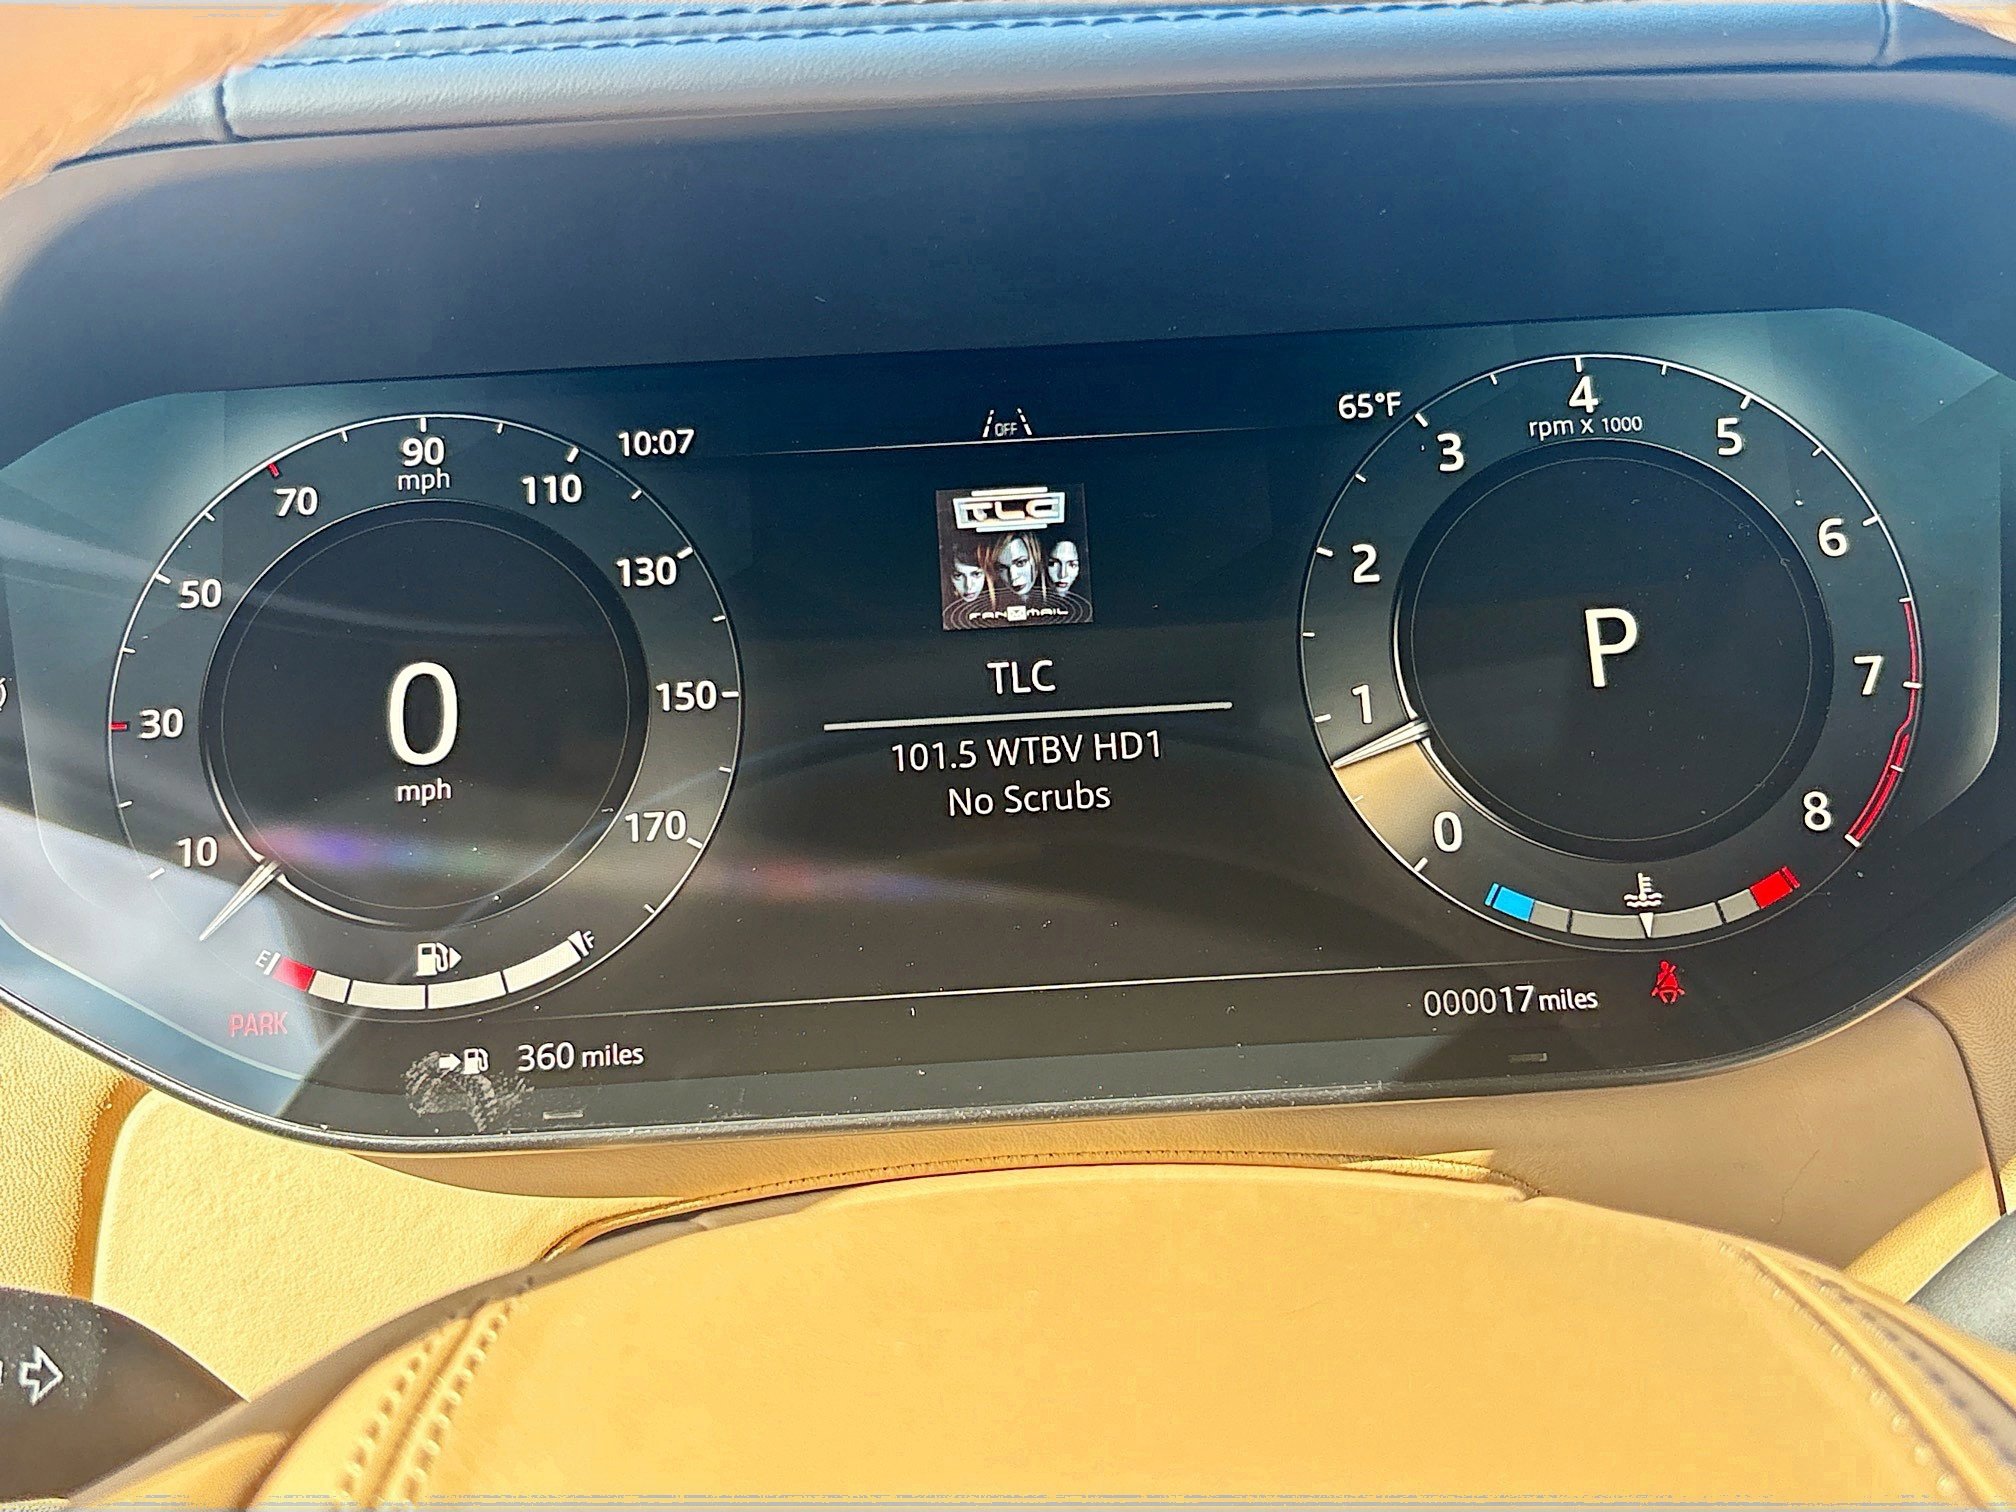 10:07
OFF
65°F
TLC
FANMAIL
TLC
101.5 WTBV HD1
No Scrubs
10
30
50
70
90
mph
110
130
150
170
0
mph
E
F
PARK
360 miles
0
1
2
3
4
rpm x 1000
5
6
7
8
P
000017 miles